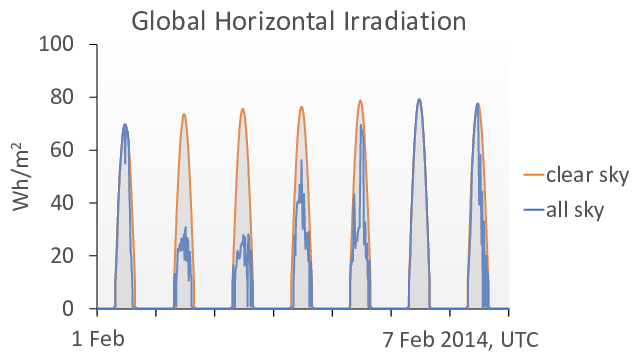 Global Horizontal Irradiation
Wh/m²
100
80
60
40
20
0
1 Feb
7 Feb 2014, UTC
clear sky
all sky